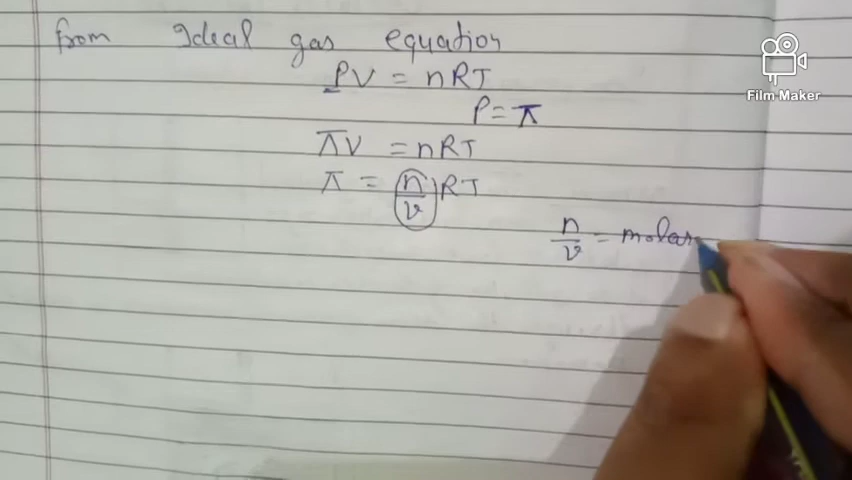 from Ideal gas equation
PV = nRT
P = π
πV = nRT
π = (n/v) RT
n/v = molar
Film Maker